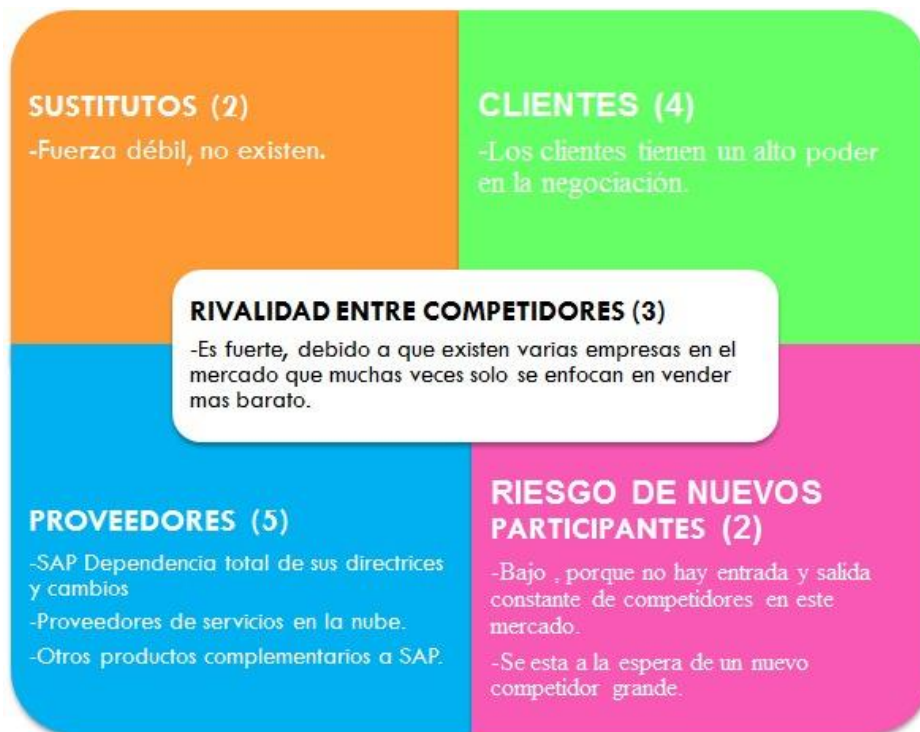 SUSTITUTOS (2)
-Fuerza débil, no existen.
CLIENTES (4)
-Los clientes tienen un alto poder
en la negociación.
RIVALIDAD ENTRE COMPETIDORES (3)
-Es fuerte, debido a que existen varias empresas en el
mercado que muchas veces solo se enfocan en vender
mas barato.
PROVEEDORES (5)
-SAP Dependencia total de sus directrices
y cambios
-Proveedores de servicios en la nube.
-Otros productos complementarios a SAP.
RIESGO DE NUEVOS
PARTICIPANTES (2)
-Bajo , porque no hay entrada y salida
constante de competidores en este
mercado.
-Se esta a la espera de un nuevo
competidor grande.